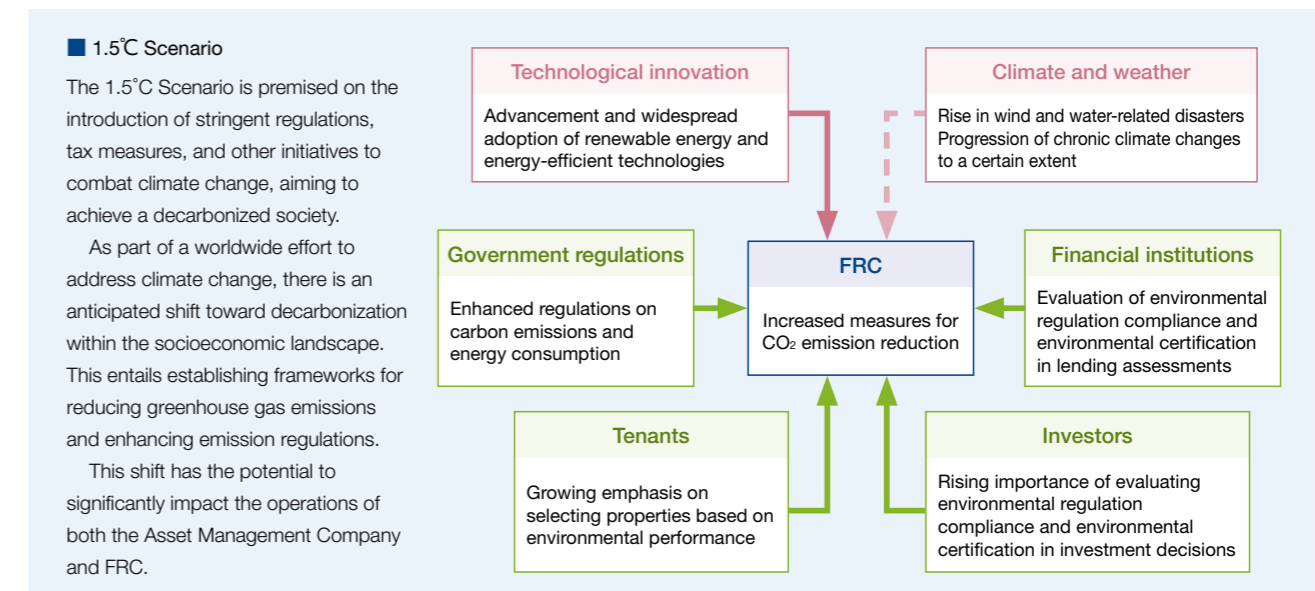 ■ 1.5℃ Scenario
The 1.5˚C Scenario is premised on the
introduction of stringent regulations,
tax measures, and other initiatives to
combat climate change, aiming to
achieve a decarbonized society.
As part of a worldwide effort to
address climate change, there is an
anticipated shift toward decarbonization
within the socioeconomic landscape.
This entails establishing frameworks for
reducing greenhouse gas emissions
and enhancing emission regulations.
This shift has the potential to
significantly impact the operations of
both the Asset Management Company
and FRC.
Technological innovation
Advancement and widespread
adoption of renewable energy and
energy-efficient technologies
Climate and weather
Rise in wind and water-related disasters
Progression of chronic climate changes
to a certain extent
Government regulations
Enhanced regulations on
carbon emissions and
energy consumption
FRC
Increased measures for
CO₂ emission reduction
Financial institutions
Evaluation of environmental
regulation compliance and
environmental certification
in lending assessments
Tenants
Growing emphasis on
selecting properties based on
environmental performance
Investors
Rising importance of evaluating
environmental regulation
compliance and environmental
certification in investment decisions